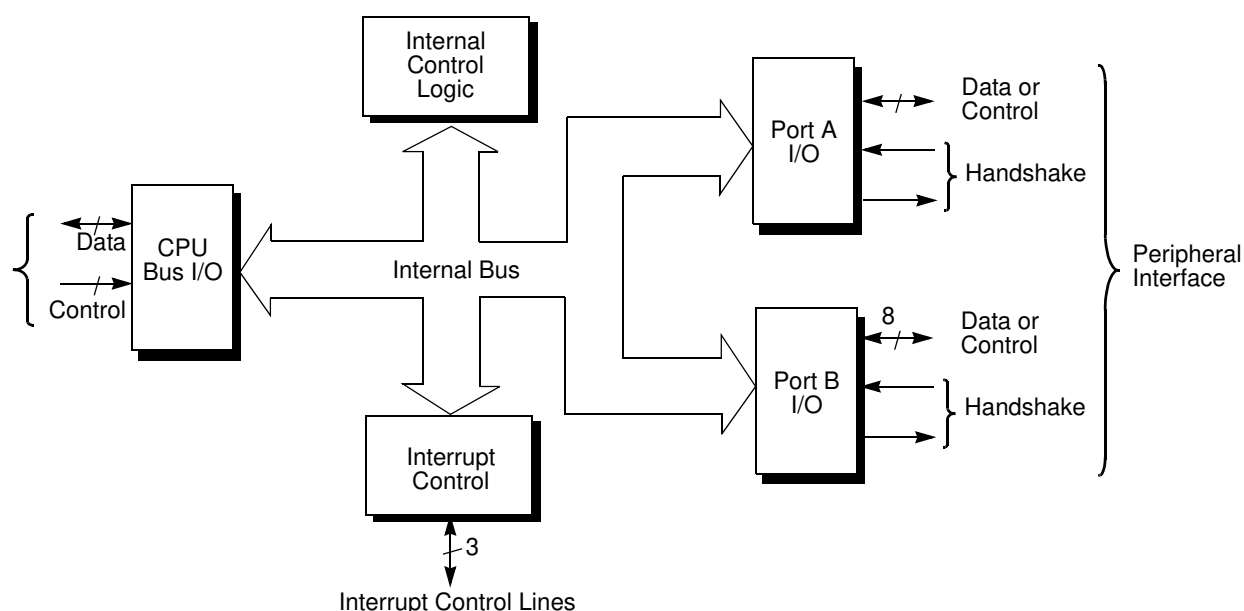 Internal
Control
Logic
Port A
I/O
Data or
Control
Handshake
Data
Control
CPU
Bus I/O
Internal Bus
Peripheral
Interface
Port B
I/O
8
Data or
Control
Handshake
Interrupt
Control
3
Interrupt Control Lines